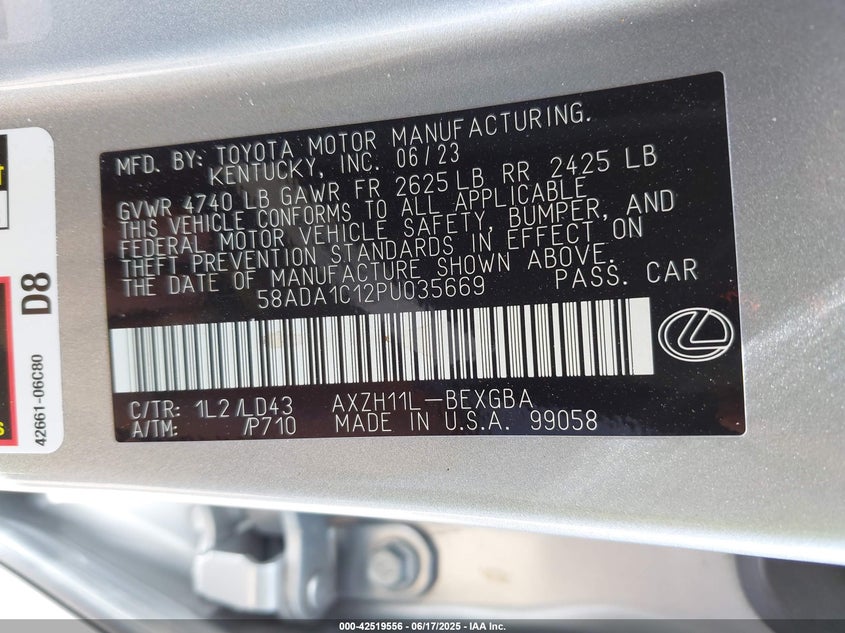 MFD. BY: TOYOTA MOTOR MANUFACTURING.
KENTUCKY, INC. 06/23
GVWR 4740 LB GAWR FR 2625 LB RR 2425 LB
THIS VEHICLE CONFORMS TO ALL APPLICABLE
FEDERAL MOTOR VEHICLE SAFETY, BUMPER, AND
THEFT PREVENTION STANDARDS IN EFFECT ON
THE DATE OF MANUFACTURE SHOWN ABOVE.
58ADA1C12PU035669 PASS. CAR
C/TR: 1L2/LD43 AXZH11L-BEXGBA
A/TM: /P710 MADE IN U.S.A. 99058
D8
42661-06C80
000-42519556 - 06/17/2025 - IAA Inc.